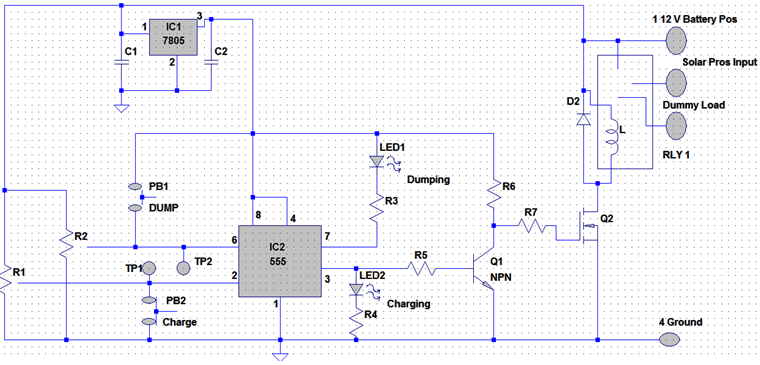 1 12 V Battery Pos
IC1
7805
1
3
2
C1
C2
Solar Pros Input
Dummy Load
D2
L
RLY 1
LED1
Dumping
PB1
DUMP
R3
R6
R7
Q2
8
4
R2
6
7
IC2
555
TP1
TP2
R5
Q1
NPN
R1
2
3
LED2
Charging
PB2
Charge
1
R4
4 Ground